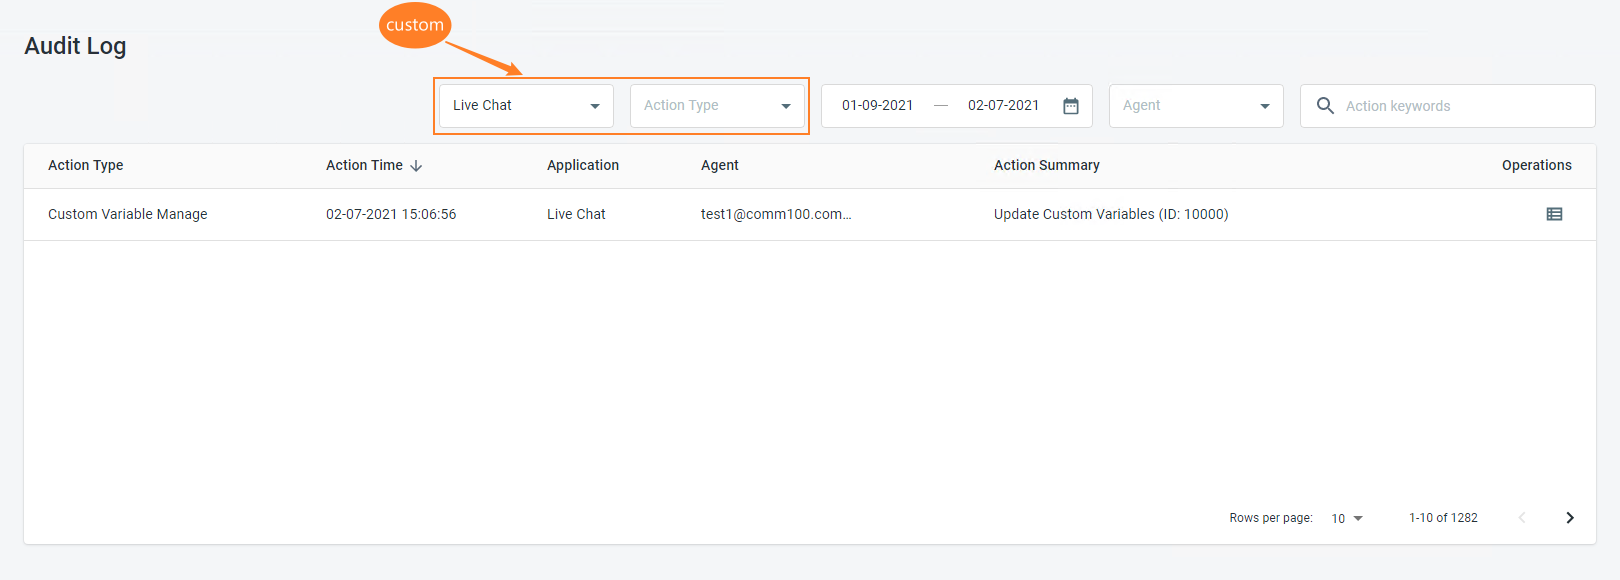 custom
Audit Log
Live Chat Action Type 01-09-2021 — 02-07-2021 Agent Action keywords
Action Type Action Time Application Agent Action Summary Operations
Custom Variable Manage 02-07-2021 15:06:56 Live Chat test1@comm100.com... Update Custom Variables (ID: 10000)
Rows per page: 10 1-10 of 1282